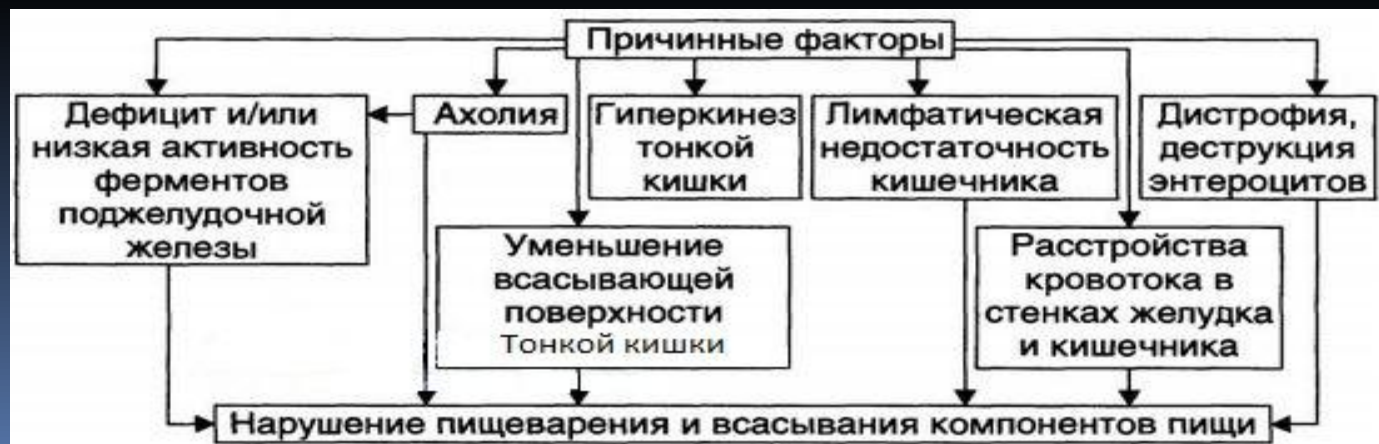 Причинные факторы
Дефицит и/или
низкая активность
ферментов
поджелудочной
железы
Ахолия
Гиперкинез
тонкой
кишки
Лимфатическая
недостаточность
кишечника
Дистрофия,
деструкция
энтероцитов
Уменьшение
всасывающей
поверхности
Тонкой кишки
Расстройства
кровотока в
стенках желудка
и кишечника
Нарушение пищеварения и всасывания компонентов пищи